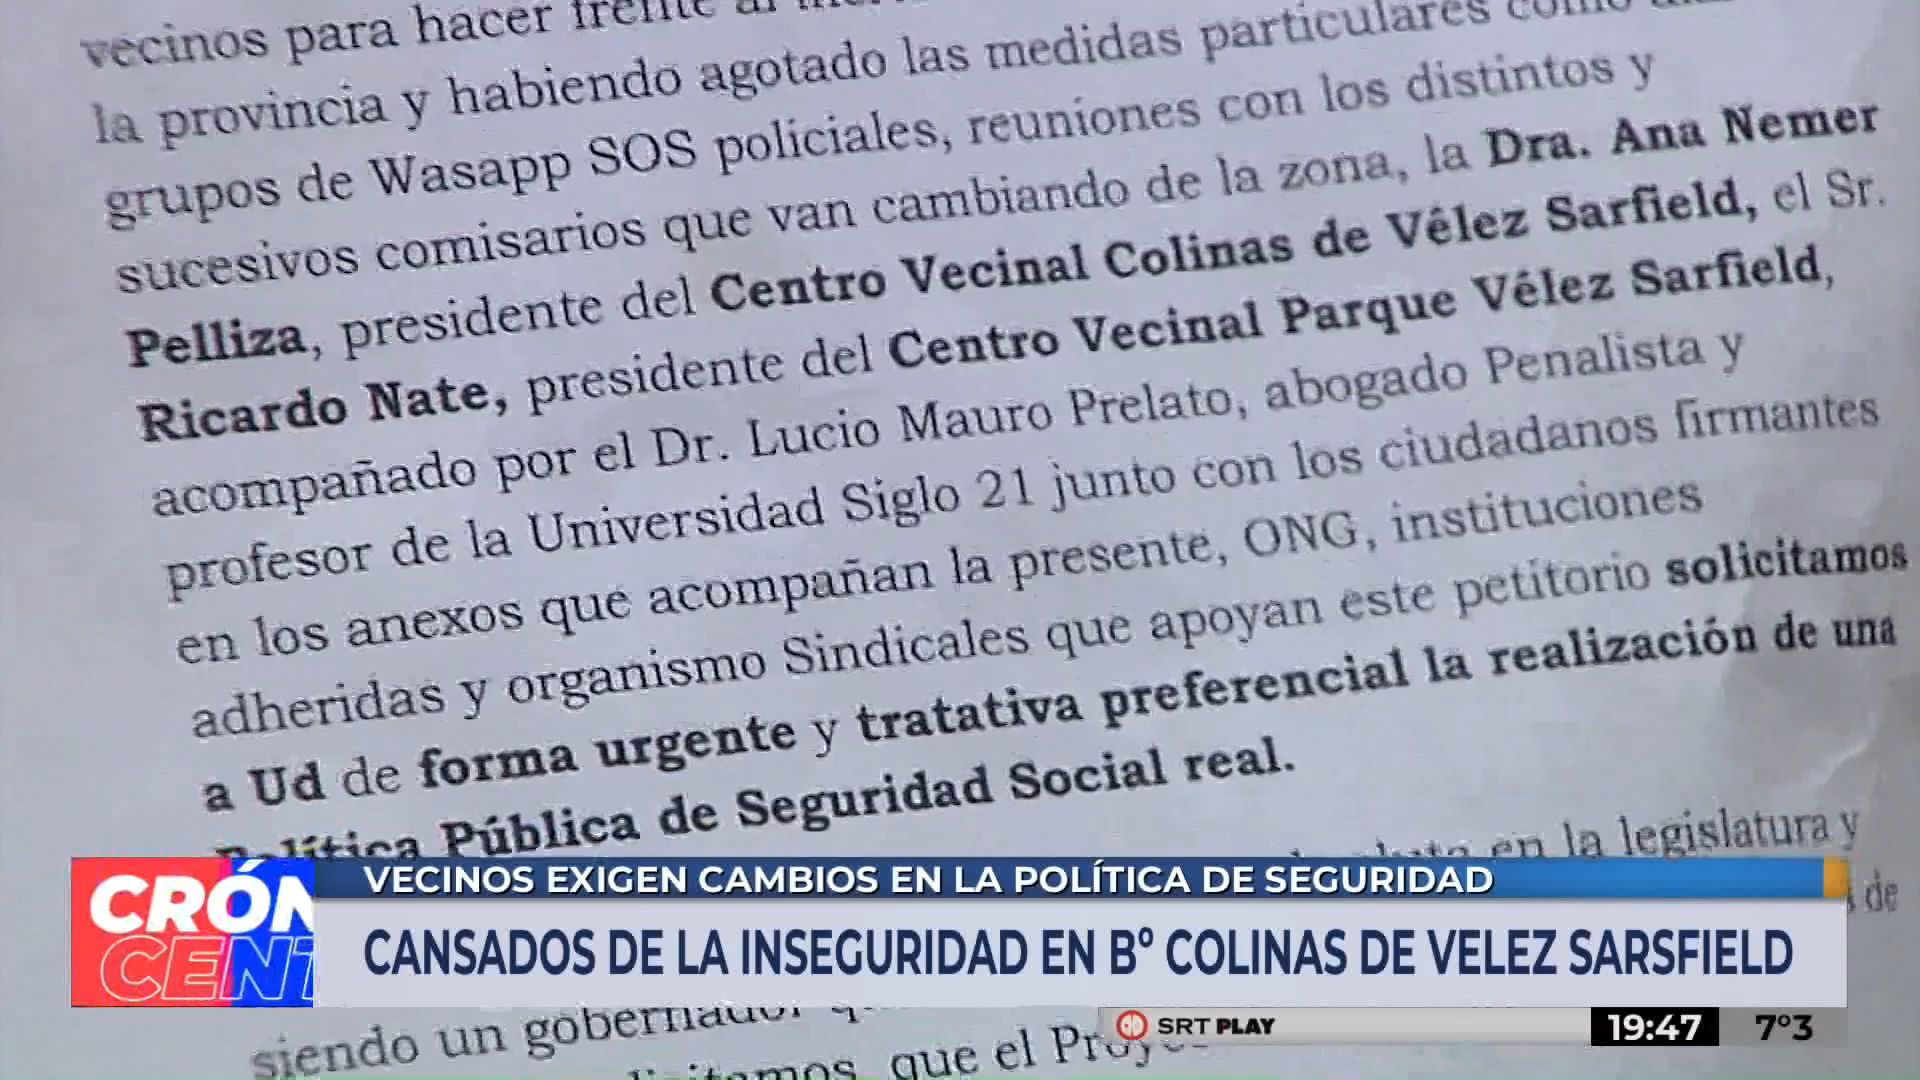 vecinos para hacer frente al
la provincia y habiendo agotado las medidas particulares como
grupos de Wasapp SOS policiales, reuniones con los distintos y
sucesivos comisarios que van cambiando de la zona, la Dra. Ana Nemer
Pelliza, presidente del Centro Vecinal Colinas de Vélez Sarfield, el Sr.
Ricardo Nate, presidente del Centro Vecinal Parque Vélez Sarfield,
acompañado por el Dr. Lucio Mauro Prelato, abogado Penalista y
profesor de la Universidad Siglo 21 junto con los ciudadanos firmantes
en los anexos que acompañan la presente, ONG, instituciones
adheridas y organismo Sindicales que apoyan este petitorio solicitamos
a Ud de forma urgente y tratativa preferencial la realización de una
Política Pública de Seguridad Social real.
en la legislatura y
de
VECINOS EXIGEN CAMBIOS EN LA POLÍTICA DE SEGURIDAD
CRÓN
CENT
CANSADOS DE LA INSEGURIDAD EN Bº COLINAS DE VELEZ SARSFIELD
siendo un gobernador
que el
SRT PLAY
19:47
7º3